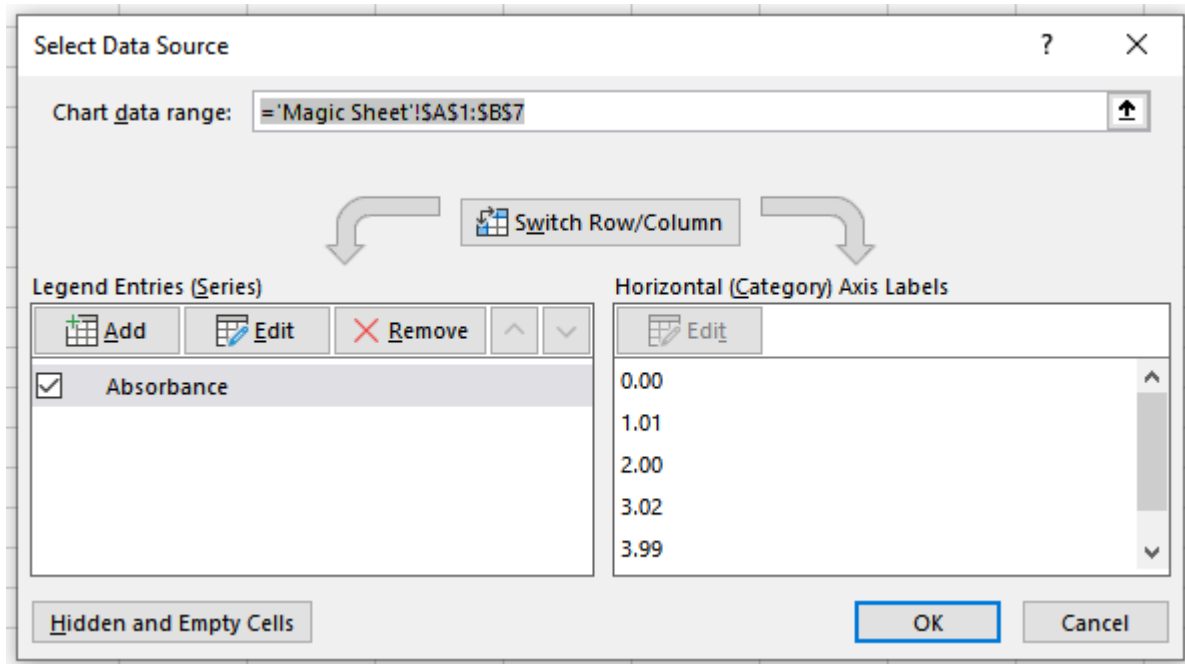 Select Data Source ?
Chart data range: ='Magic Sheet'!$A$1:$B$7
Switch Row/Column
Legend Entries (Series)
Add Edit Remove
Absorbance
Horizontal (Category) Axis Labels
Edit
0.00
1.01
2.00
3.02
3.99
Hidden and Empty Cells
OK Cancel